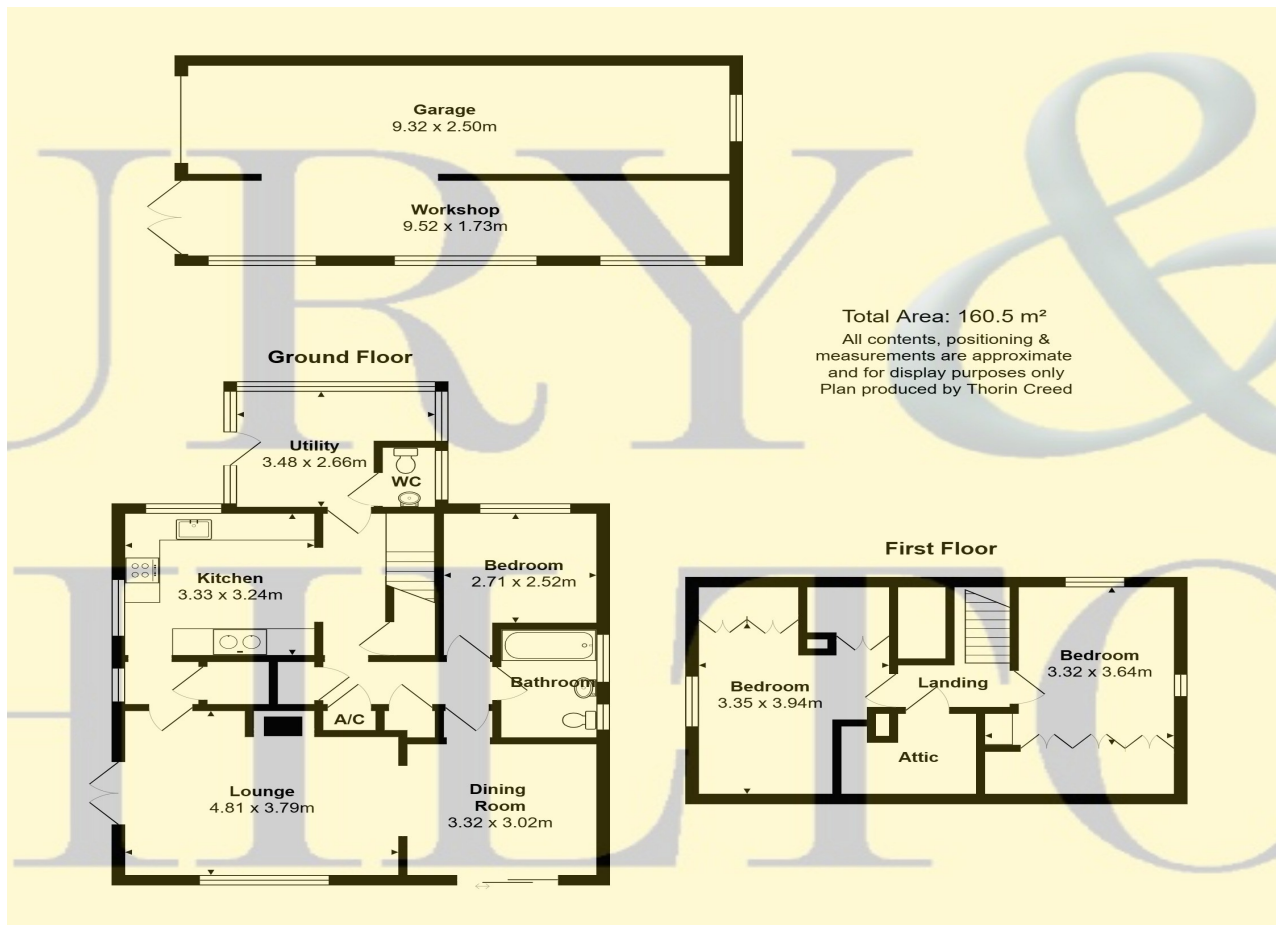 Garage
9.32 x 2.50m
Workshop
9.52 x 1.73m
Total Area: 160.5 m²
All contents, positioning &
measurements are approximate
and for display purposes only
Plan produced by Thorin Creed
Ground Floor
Utility
3.48 x 2.66m
WC
Kitchen
3.33 x 3.24m
Bedroom
2.71 x 2.52m
Bathroom
A/C
Lounge
4.81 x 3.79m
Dining
Room
3.32 x 3.02m
First Floor
Bedroom
3.35 x 3.94m
Landing
Bedroom
3.32 x 3.64m
Attic
URY &
HILTO